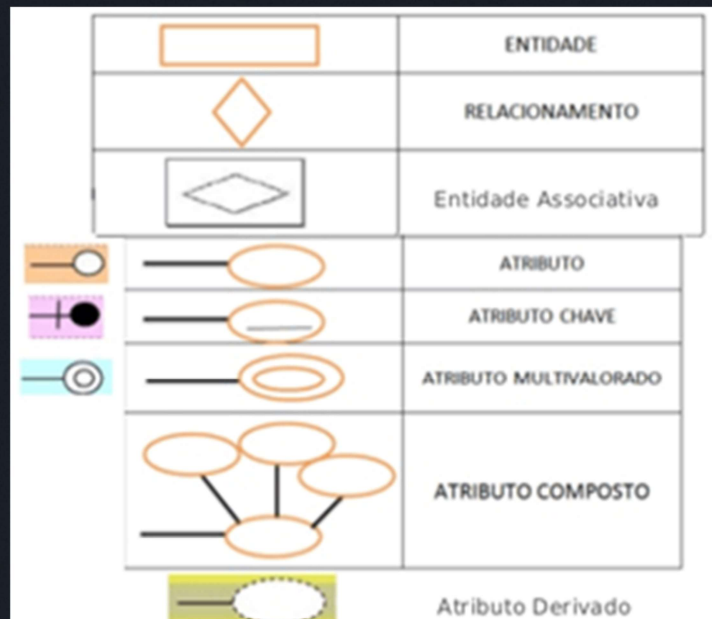 ENTIDADE
RELACIONAMENTO
Entidade Associativa
ATRIBUTO
ATRIBUTO CHAVE
ATRIBUTO MULTIVALORADO
ATRIBUTO COMPOSTO
Atributo Derivado